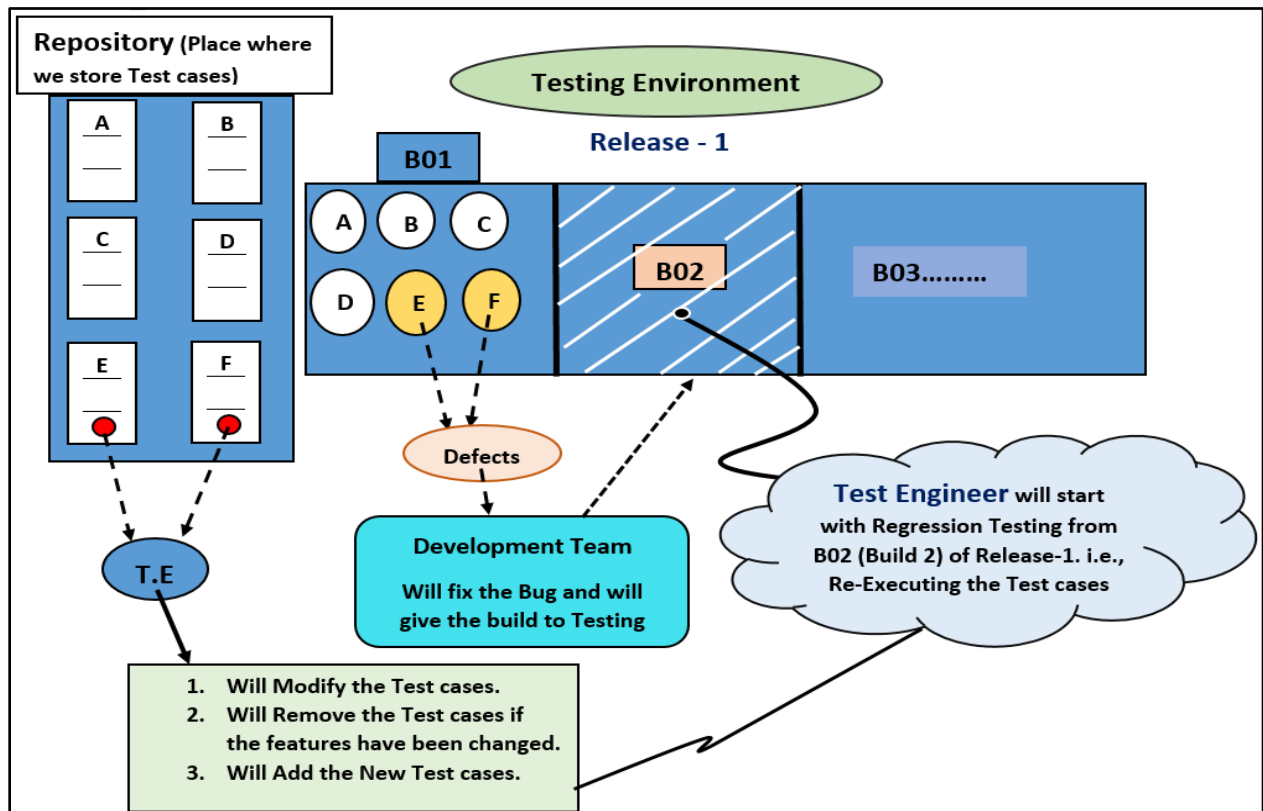 Repository (Place where
we store Test cases)
Testing Environment
Release - 1
A
B
C
D
E
F
B01
A
B
C
D
E
F
B02
B03.........
Defects
Development Team
Will fix the Bug and will
give the build to Testing
Test Engineer will start
with Regression Testing from
B02 (Build 2) of Release-1. i.e.,
Re-Executing the Test cases
T.E
1. Will Modify the Test cases.
2. Will Remove the Test cases if
the features have been changed.
3. Will Add the New Test cases.